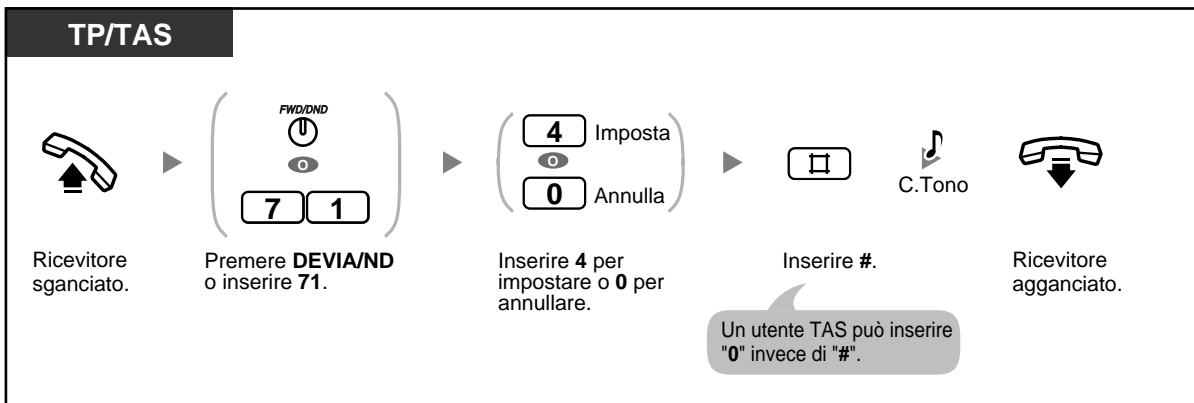 TP/TAS
FWD/DND
O
7 1
4 Imposta
O
0 Annulla
#
C.Tono
Ricevitore
sganciato.
Premere DEVIA/ND
o inserire 71.
Inserire 4 per
impostare o 0 per
annullare.
Inserire #.
Ricevitore
agganciato.
Un utente TAS può inserire
"0" invece di "#".